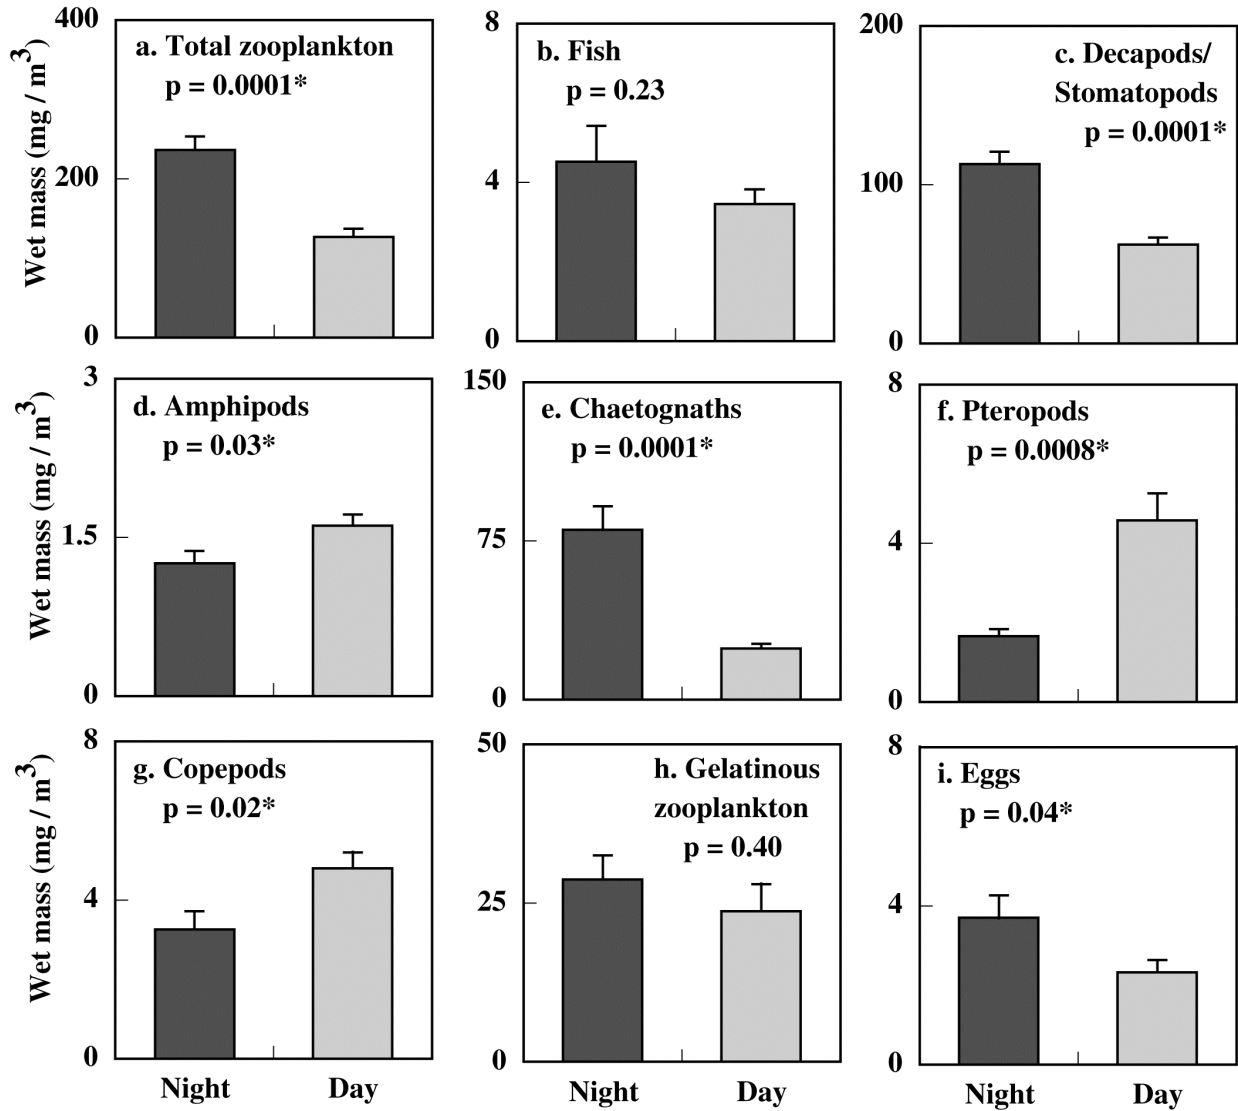 400
200
0
Wet mass (mg / m³)
a. Total zooplankton
p = 0.0001*
8
4
0
b. Fish
p = 0.23
200
100
0
c. Decapods/
Stomatopods
p = 0.0001*
3
1.5
0
Wet mass (mg / m³)
d. Amphipods
p = 0.03*
150
75
0
e. Chaetognaths
p = 0.0001*
8
4
0
f. Pteropods
p = 0.0008*
8
4
0
Wet mass (mg / m³)
g. Copepods
p = 0.02*
Night Day
50
25
0
h. Gelatinous
zooplankton
p = 0.40
8
4
0
i. Eggs
p = 0.04*
Night Day